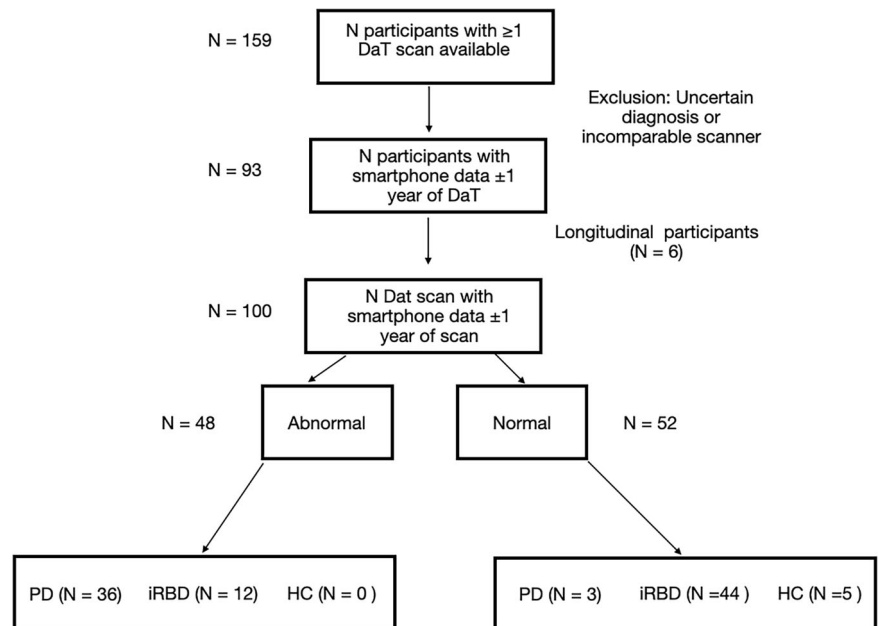 N = 159
N participants with ≥1
DaT scan available
Exclusion: Uncertain
diagnosis or
incomparable scanner
N = 93
N participants with
smartphone data ±1
year of DaT
Longitudinal participants
(N = 6)
N = 100
N Dat scan with
smartphone data ±1
year of scan
N = 48
Abnormal
Normal
N = 52
PD (N = 36) iRBD (N = 12) HC (N = 0 )
PD (N = 3) iRBD (N =44 ) HC (N =5 )